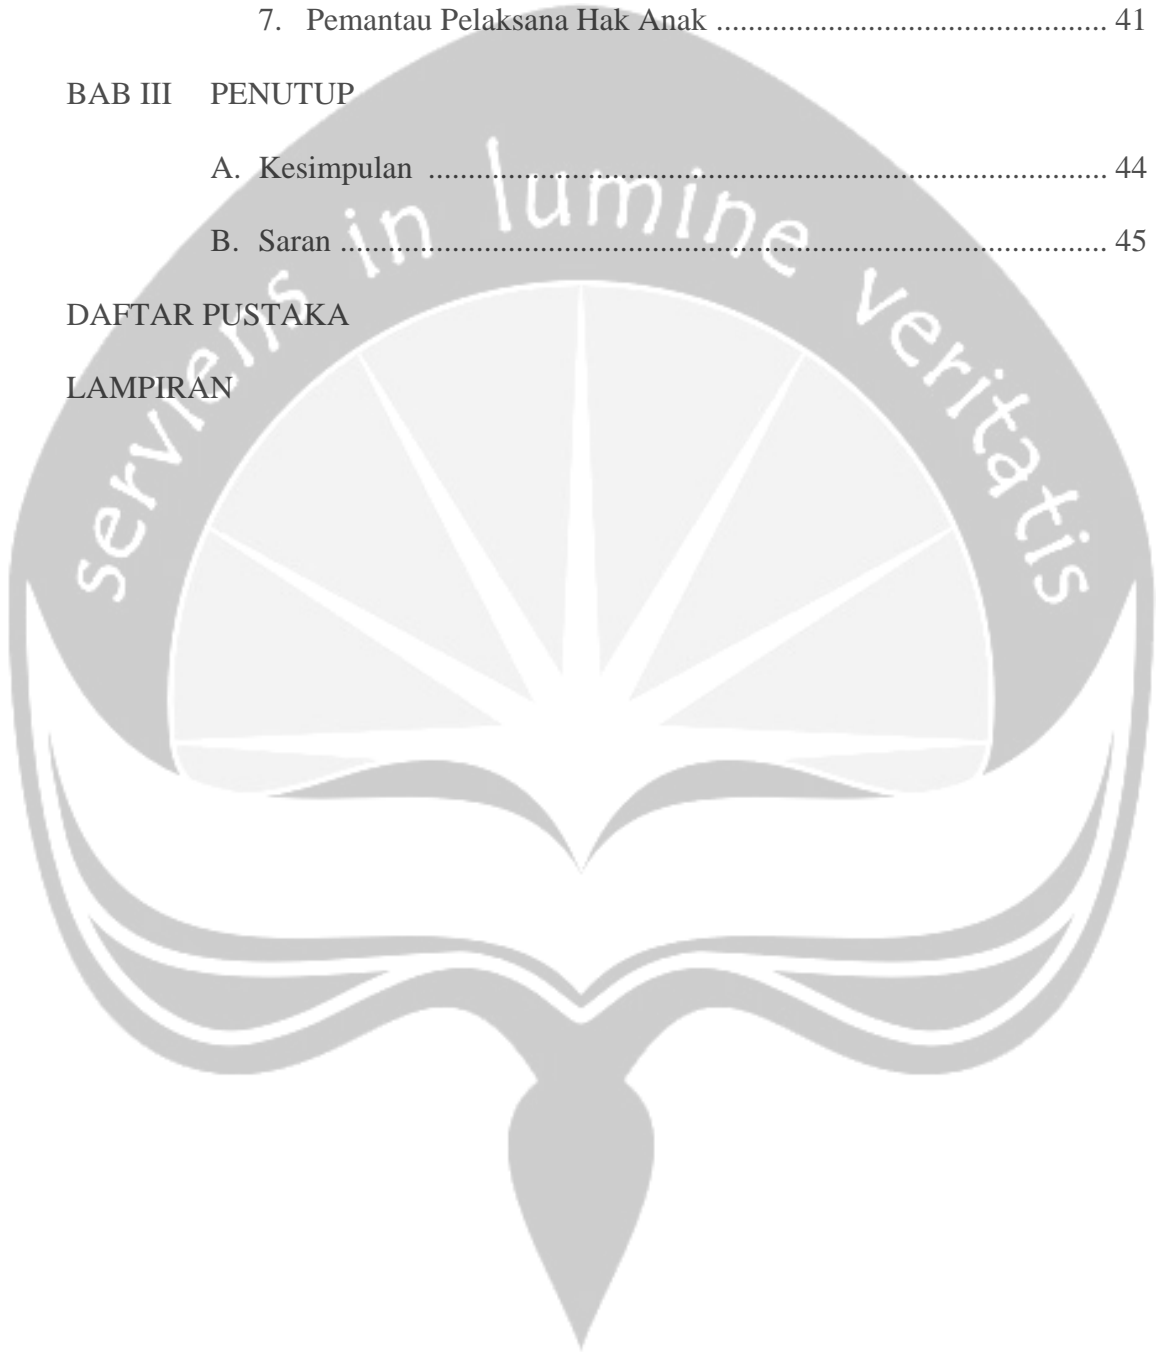 7. Pemantau Pelaksana Hak Anak ................................................ 41
BAB III PENUTUP
A. Kesimpulan .................................................................................... 44
B. Saran ............................................................................................... 45
DAFTAR PUSTAKA
LAMPIRAN
serviens in lumine veritatis